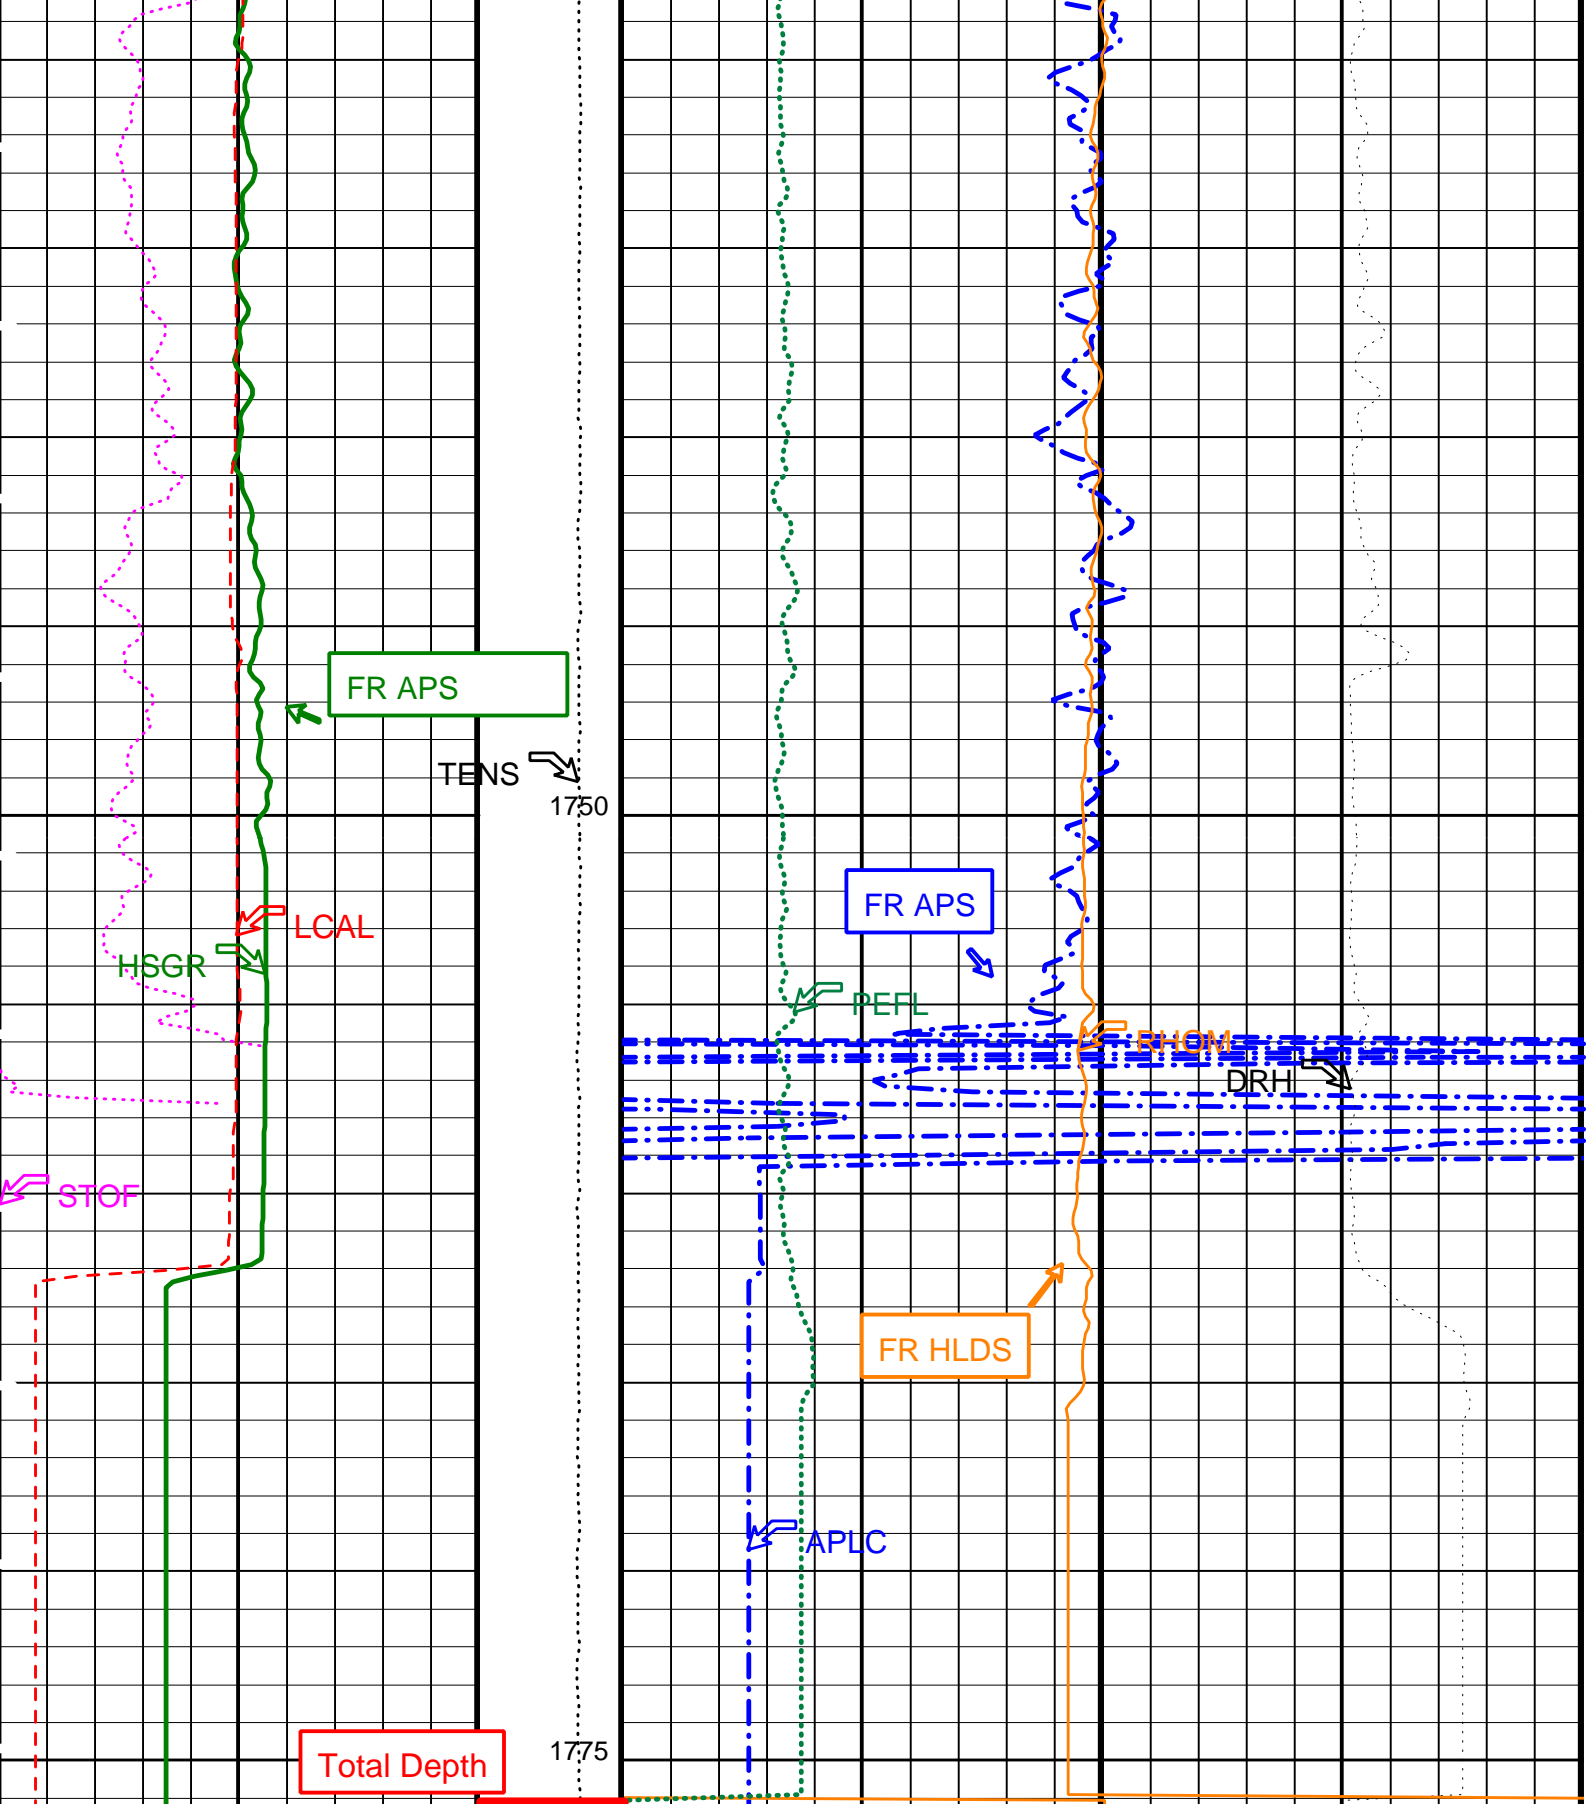 FR APS
TENS
1750
FR APS
LCAL
HSGR
PEFL
RHOM
DRH
STOF
FR HLDS
APLC
1775
Total Depth